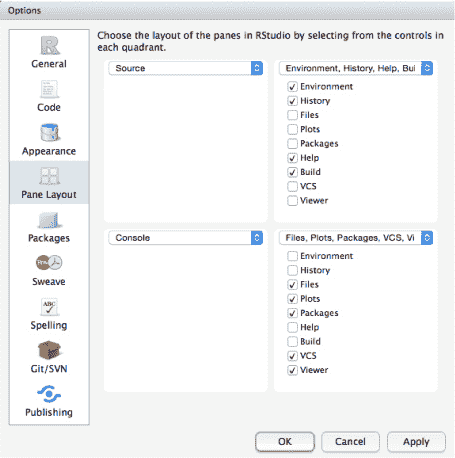 Options
Choose the layout of the panes in RStudio by selecting from the controls in
each quadrant.
R
General
Code
Appearance
Pane Layout
Packages
Sweave
ABC
Spelling
Git/SVN
Publishing
Source
Environment, History, Help, Bui
Environment
History
Files
Plots
Packages
Help
Build
VCS
Viewer
Console
Files, Plots, Packages, VCS, Vi
Environment
History
Files
Plots
Packages
Help
Build
VCS
Viewer
OK
Cancel
Apply